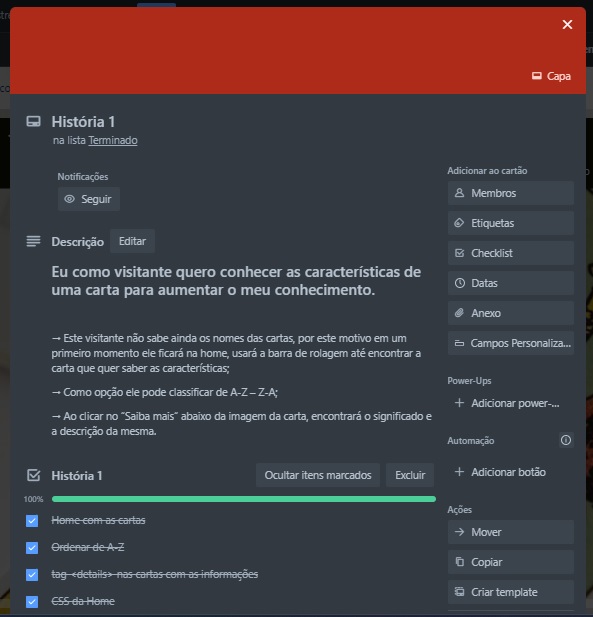 Capa
História 1
na lista Terminado
Notificações
Seguir
Descrição Editar
Eu como visitante quero conhecer as características de
uma carta para aumentar o meu conhecimento.
→ Este visitante não sabe ainda os nomes das cartas, por este motivo em um
primeiro momento ele ficará na home, usará a barra de rolagem até encontrar a
carta que quer saber as características;
→ Como opção ele pode classificar de A-Z – Z-A;
→ Ao clicar no “Saiba mais” abaixo da imagem da carta, encontrará o significado e
a descrição da mesma.
História 1 Ocultar itens marcados Excluir
100%
Home com as cartas
Ordenar de A-Z
tag <details> nas cartas com as informações
CSS da Home
Adicionar ao cartão
Membros
Etiquetas
Checklist
Datas
Anexo
Campos Personaliza...
Power-Ups
+ Adicionar power-...
Automação
+ Adicionar botão
Ações
→ Mover
Copiar
Criar template